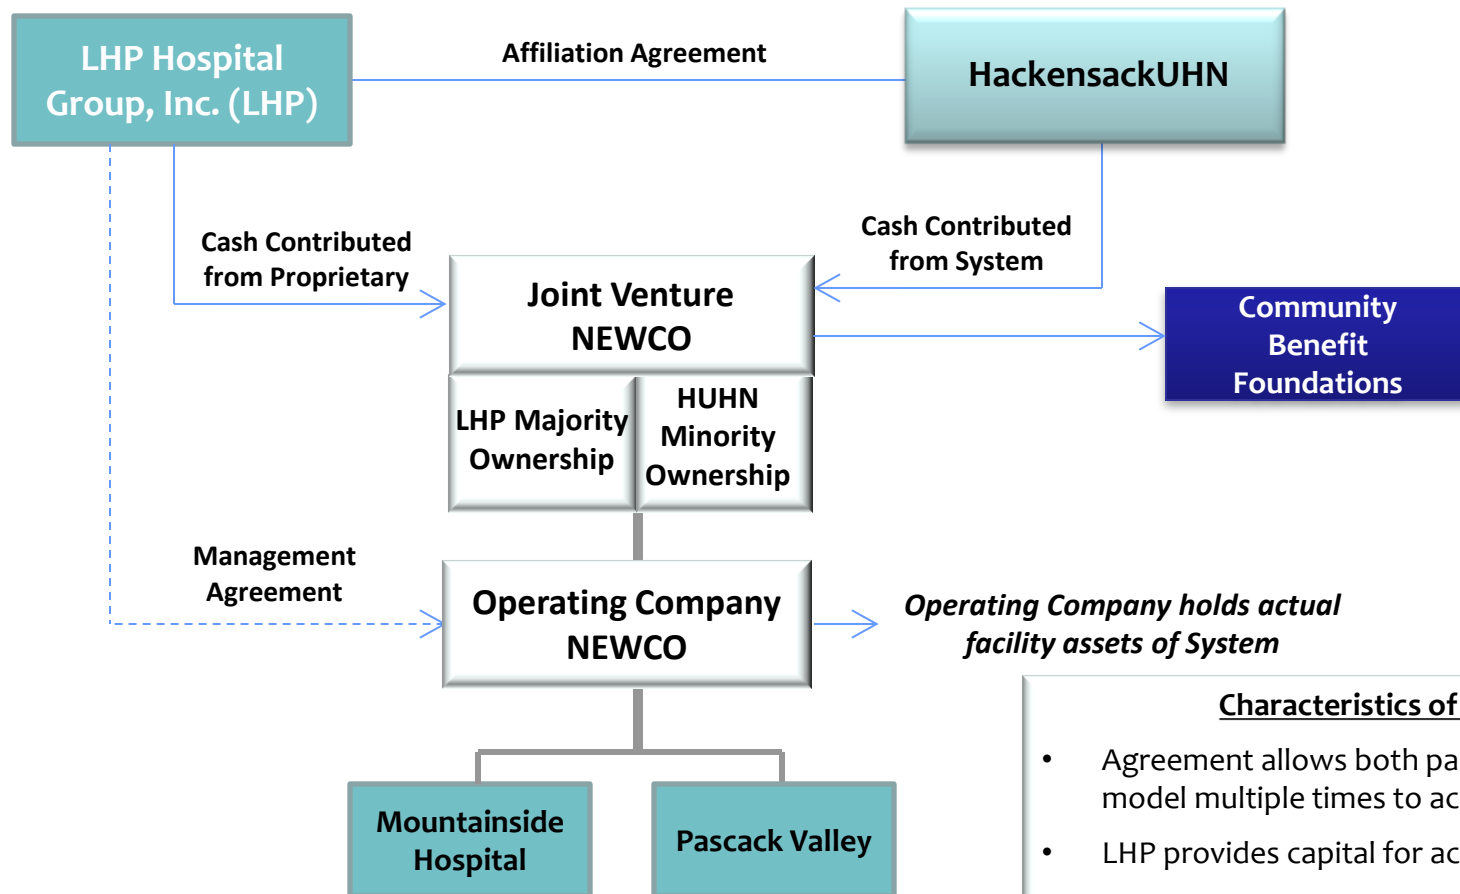 LHP Hospital
Group, Inc. (LHP)
Affiliation Agreement
HackensackUHN
Cash Contributed
from Proprietary
Cash Contributed
from System
Joint Venture
NEWCO
Community
Benefit
Foundations
LHP Majority
Ownership
HUHN
Minority
Ownership
Management
Agreement
Operating Company
NEWCO
Operating Company holds actual
facility assets of System
Characteristics of
• Agreement allows both pa
model multiple times to ac
• LHP provides capital for ac
Mountainside
Hospital
Pascack Valley